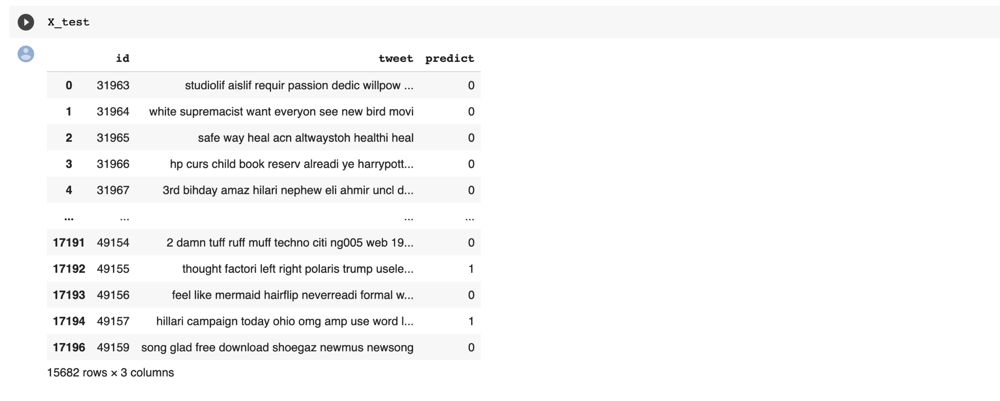 X_test
id tweet predict
0 31963 studiolif aislif requir passion dedic willpow ... 0
1 31964 white supremacist want everyon see new bird movi 0
2 31965 safe way heal acn altwaystoh healthi heal 0
3 31966 hp curs child book reserv alreadi ye harrypott... 0
4 31967 3rd bihday amaz hilari nephew eli ahmir uncl d... 0
... ... ... ...
17191 49154 2 damn tuff ruff muff techno citi ng005 web 19... 0
17192 49155 thought factori left right polaris trump usele... 1
17193 49156 feel like mermaid hairflip neverreadi formal w... 0
17194 49157 hillari campaign today ohio omg amp use word l... 1
17196 49159 song glad free download shoegaz newmus newsong 0
15682 rows × 3 columns